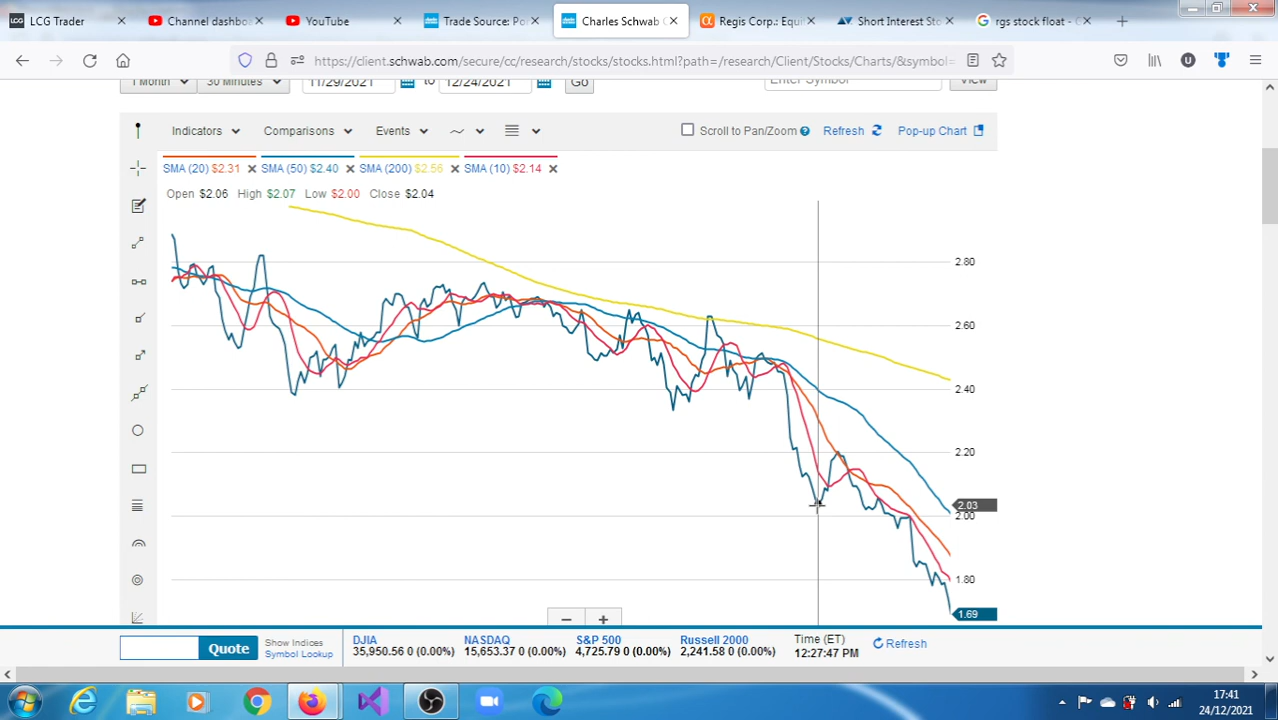 LCG Trader
Channel dashbo
YouTube
Trade Source: Po
Charles Schwab C
Regis Corp.: Equi
Short Interest Sto
rgs stock float - G
https://client.schwab.com/secure/cc/research/stocks/stocks.html?path=/research/Client/Stocks/Charts/&symbol=
1 Month 30 Minutes 11/29/2021 to 12/24/2021 Go Enter Symbol View
Indicators Comparisons Events Scroll to Pan/Zoom Refresh Pop-up Chart
SMA (20) $2.31 SMA (50) $2.40 SMA (200) $2.56 SMA (10) $2.14
Open $2.06 High $2.07 Low $2.00 Close $2.04
2.80
2.60
2.40
2.20
2.03
2.00
1.80
1.69
− +
Quote
Show Indices
Symbol Lookup
DJIA
35,950.56 0 (0.00%)
NASDAQ
15,653.37 0 (0.00%)
S&P 500
4,725.79 0 (0.00%)
Russell 2000
2,241.58 0 (0.00%)
Time (ET)
12:27:47 PM
Refresh
17:41
24/12/2021